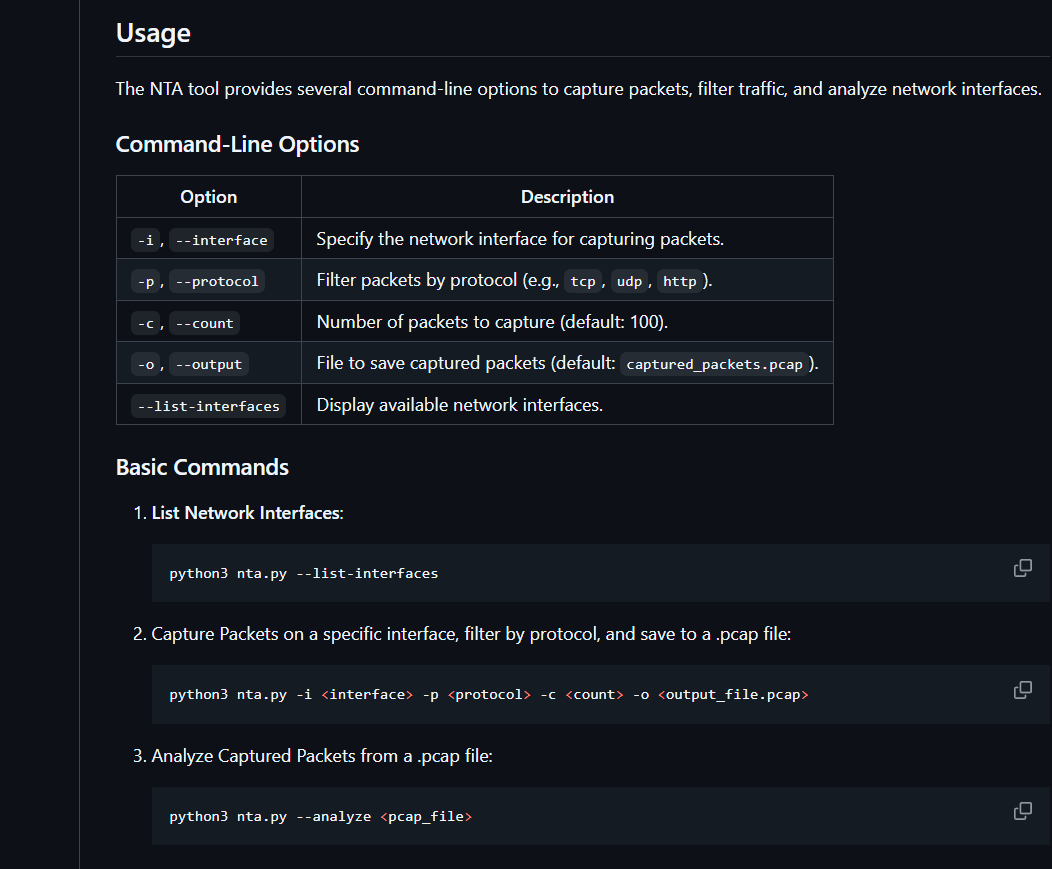 Usage
The NTA tool provides several command-line options to capture packets, filter traffic, and analyze network interfaces.
Command-Line Options
Option Description
-i, --interface Specify the network interface for capturing packets.
-p, --protocol Filter packets by protocol (e.g., tcp, udp, http).
-c, --count Number of packets to capture (default: 100).
-o, --output File to save captured packets (default: captured_packets.pcap).
--list-interfaces Display available network interfaces.
Basic Commands
1. List Network Interfaces:
python3 nta.py --list-interfaces
2. Capture Packets on a specific interface, filter by protocol, and save to a .pcap file:
python3 nta.py -i <interface> -p <protocol> -c <count> -o <output_file.pcap>
3. Analyze Captured Packets from a .pcap file:
python3 nta.py --analyze <pcap_file>